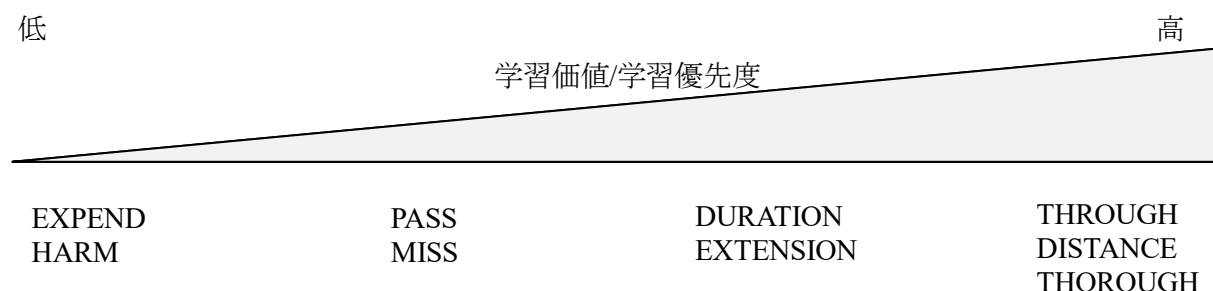 低
高
学習価値/学習優先度
EXPEND
HARM
PASS
MISS
DURATION
EXTENSION
THROUGH
DISTANCE
THOROUGH